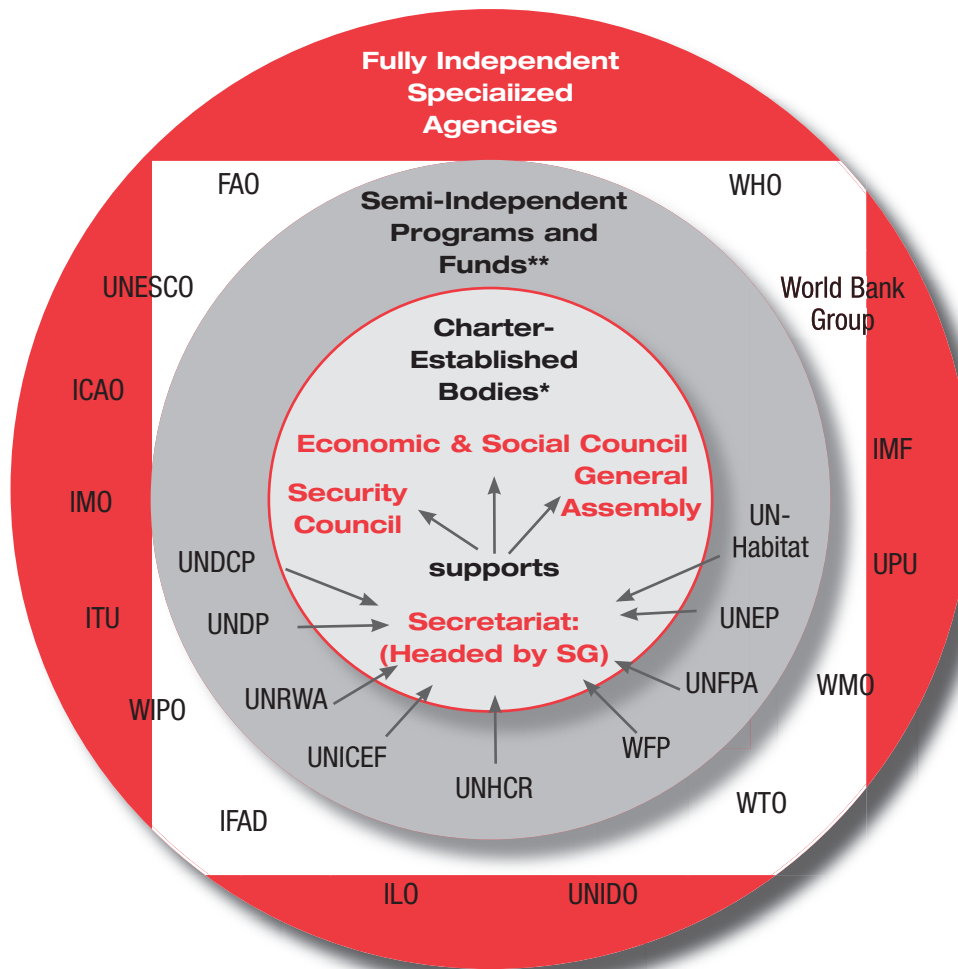 Fully Independent
Speciaiized
Agencies
FAO
WHO
Semi-Independent
Programs and
Funds**
UNESCO
World Bank
Group
Charter-
Established
Bodies*
ICAO
Economic & Social Council
IMF
General
Assembly
Security
Council
IMO
UN-
Habitat
UNDCP
supports
UPU
UNDP
Secretariat:
(Headed by SG)
UNEP
ITU
UNRWA
UNFPA
WMO
WIPO
UNICEF
WFP
UNHCR
IFAD
WTO
ILO
UNIDO